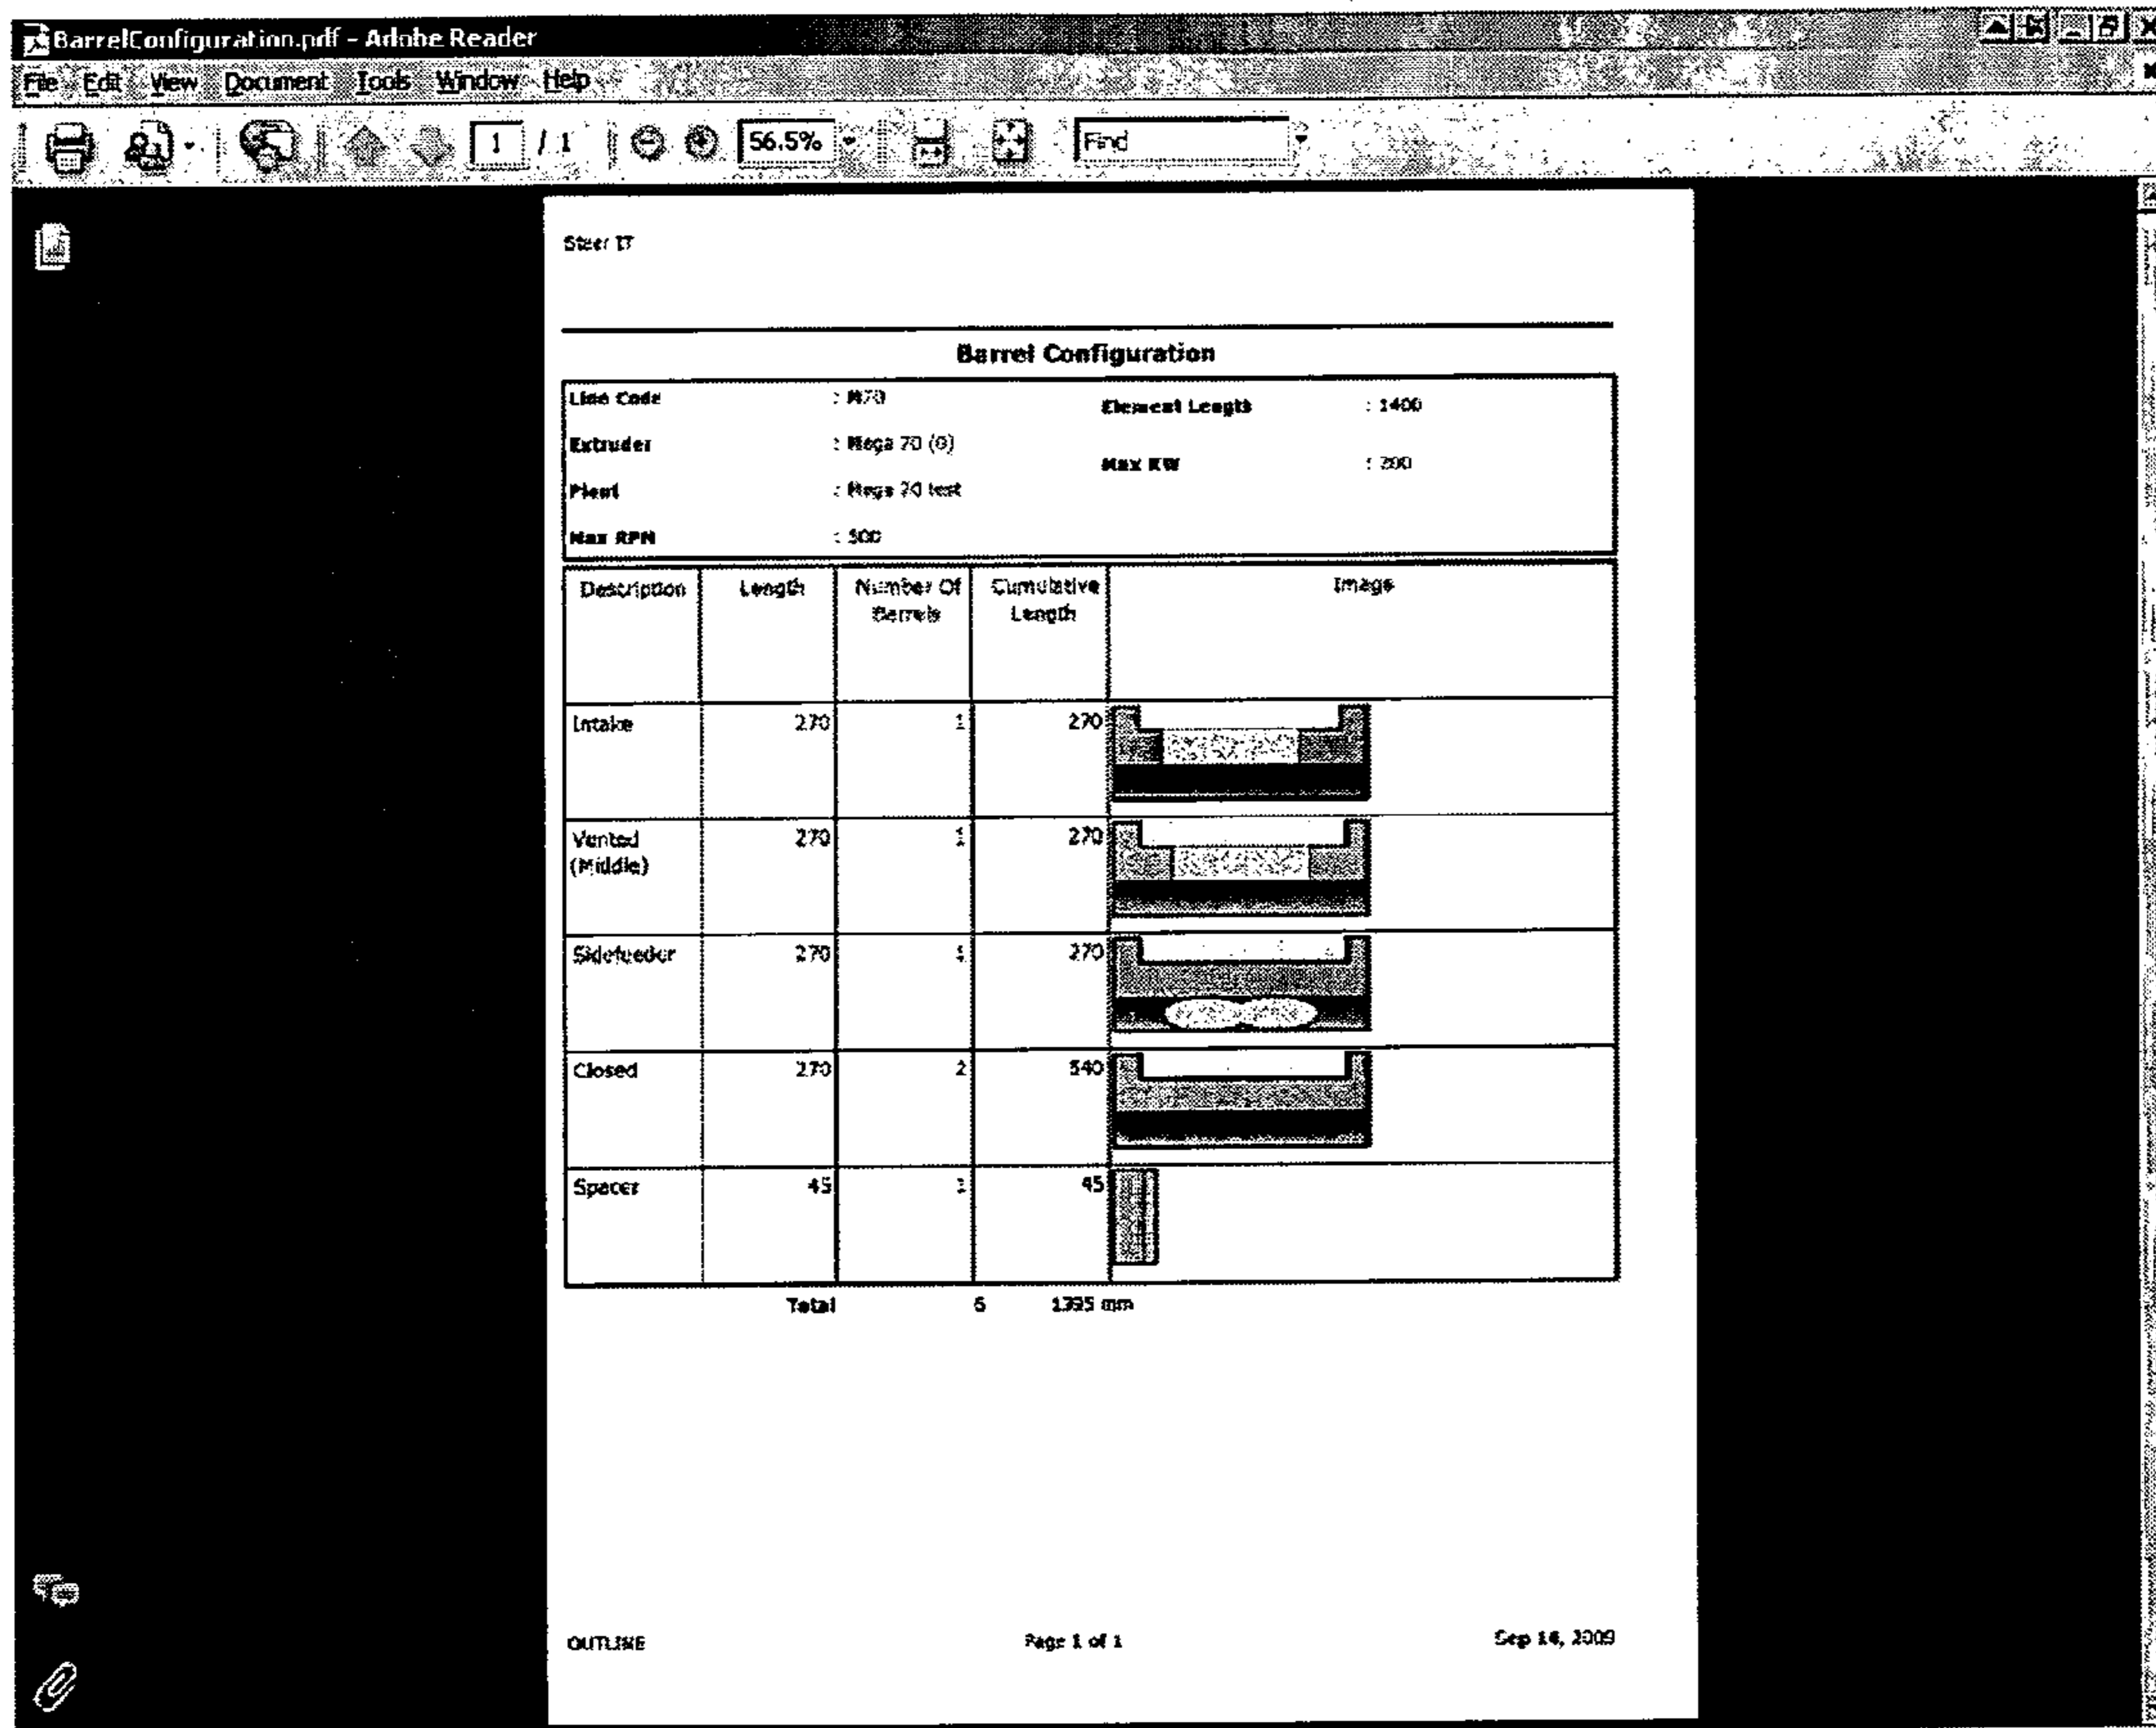 BarrelConfiguration.pdf - Adobe Reader
File Edit View Document Tools Window Help
1 / 1 56.5% Find
Steer IT
Barrel Configuration
Line Code : M70 Element Length : 1400
Extruder : Mega 70 (0)
Max KW : 200
Plant : Mega 70 test
Max RPM : 500
Description Length Number Of Barrels Cumulative Length Image
Intake 270 1 270
Vented (Middle) 270 1 270
Sidefeeder 270 1 270
Closed 270 2 540
Spacer 45 1 45
Total 6 1395 mm
OUTLINE Page 1 of 1 Sep 2009